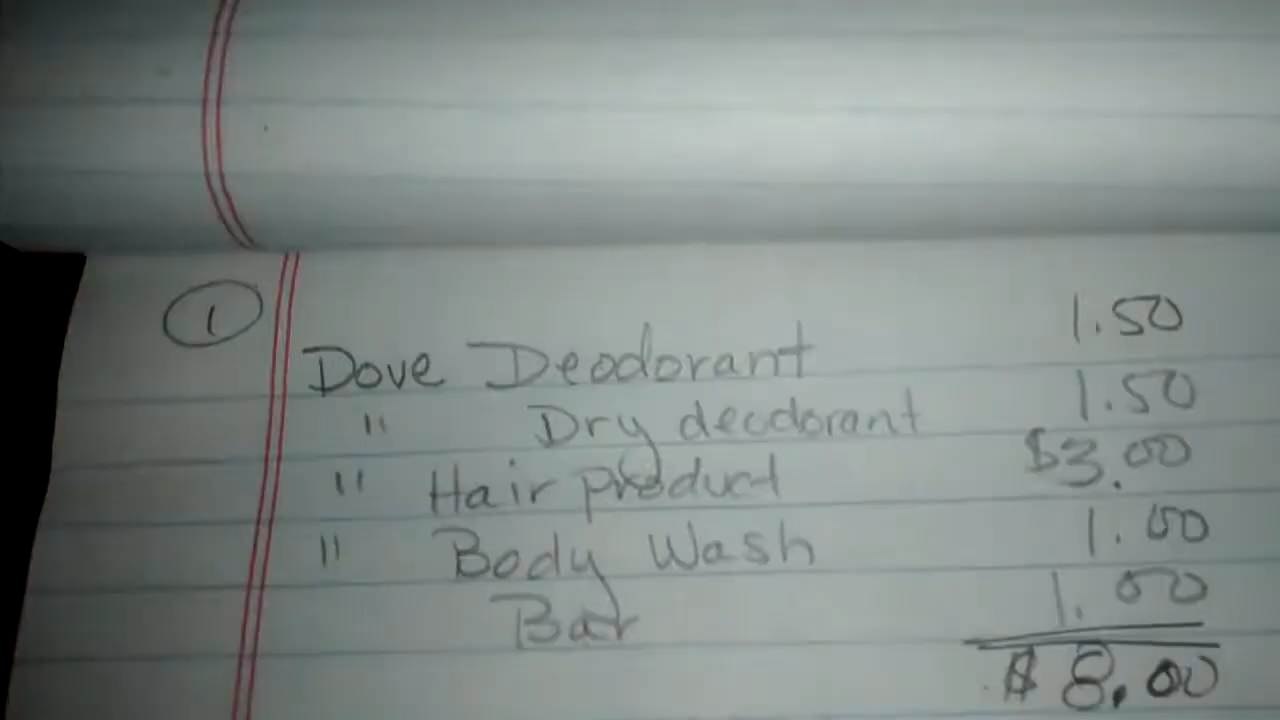 1
Dove Deodorant 1.50
" Dry deodorant 1.50
" Hair product $3.00
" Body Wash 1.00
Bar 1.00
$8.00